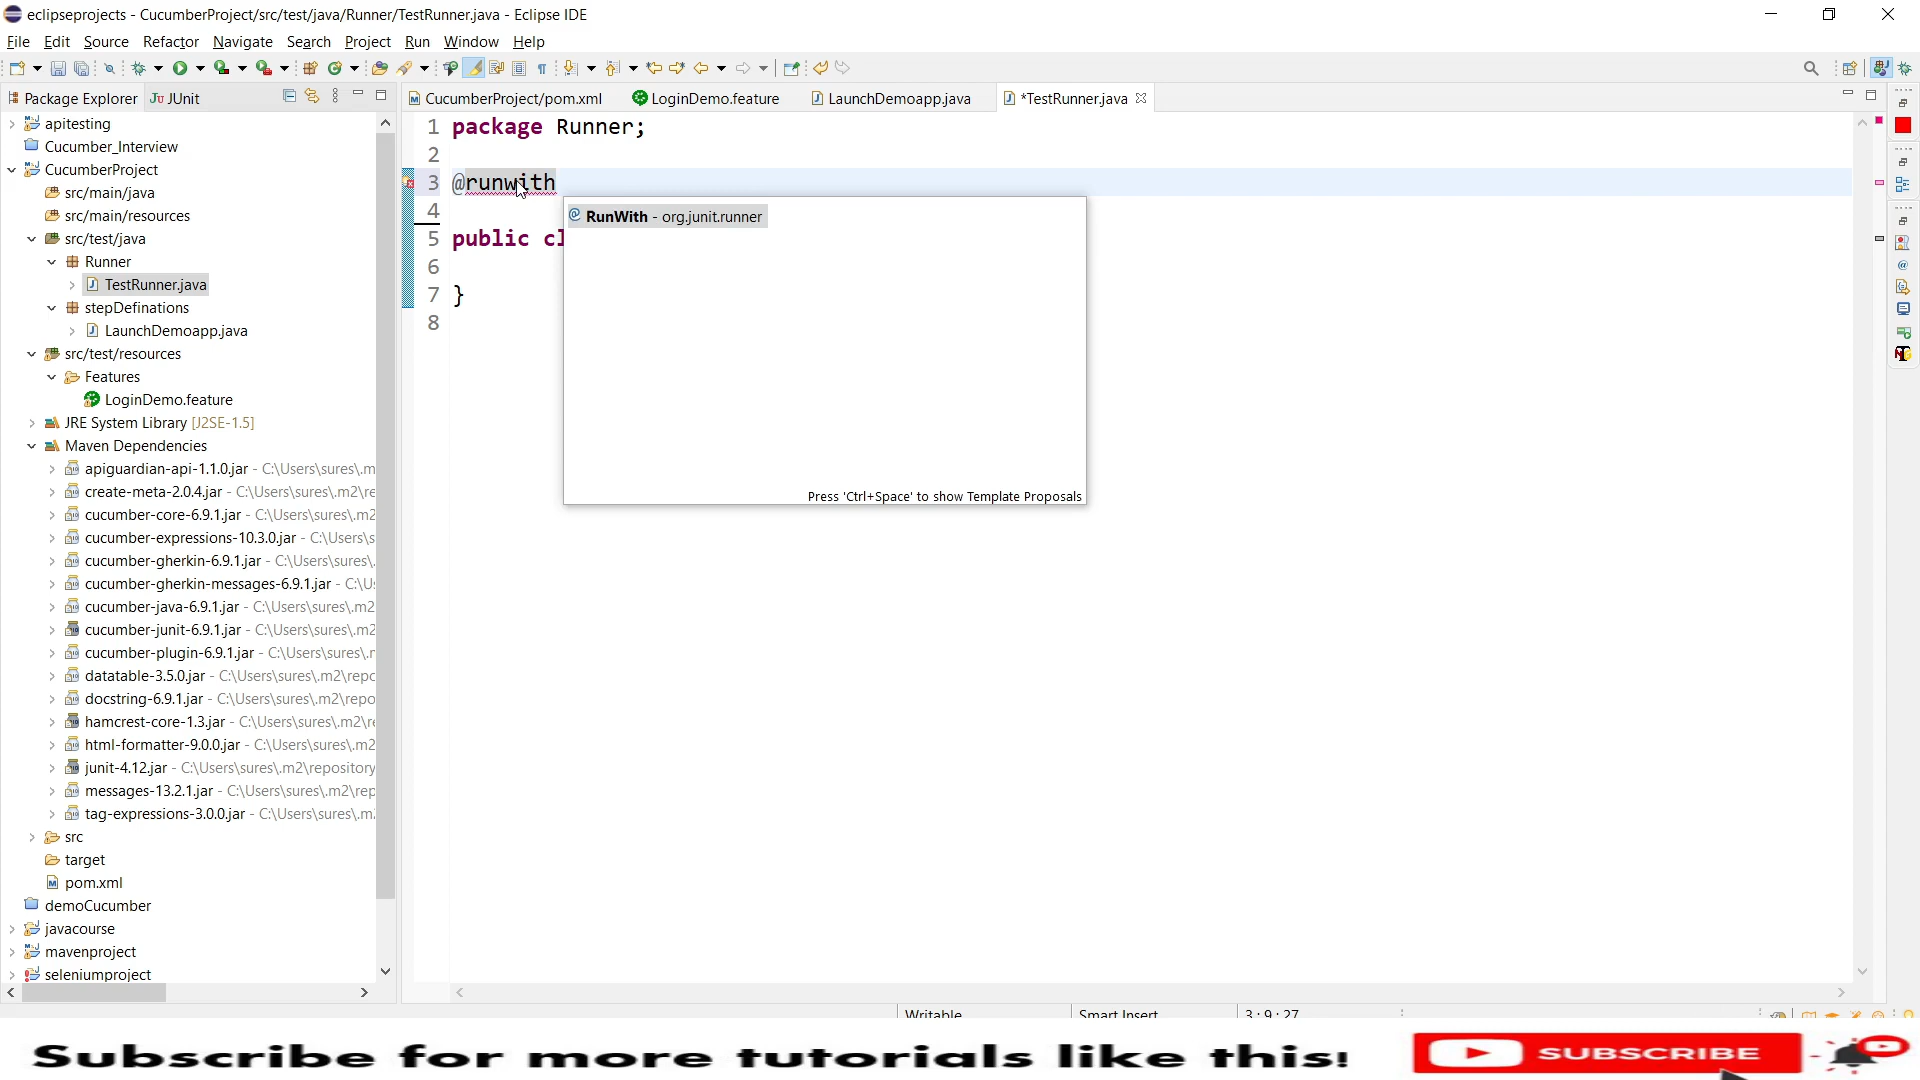 eclipseprojects - CucumberProject/src/test/java/Runner/TestRunner.java - Eclipse IDE
File Edit Source Refactor Navigate Search Project Run Window Help
Package Explorer JUnit
CucumberProject/pom.xml LoginDemo.feature LaunchDemoapp.java *TestRunner.java
apitesting
Cucumber_Interview
CucumberProject
src/main/java
src/main/resources
src/test/java
Runner
TestRunner.java
stepDefinations
LaunchDemoapp.java
src/test/resources
Features
LoginDemo.feature
JRE System Library [J2SE-1.5]
Maven Dependencies
apiguardian-api-1.1.0.jar - C:\Users\sures\.m
create-meta-2.0.4.jar - C:\Users\sures\.m2\re
cucumber-core-6.9.1.jar - C:\Users\sures\.m2
cucumber-expressions-10.3.0.jar - C:\Users\s
cucumber-gherkin-6.9.1.jar - C:\Users\sures\.
cucumber-gherkin-messages-6.9.1.jar - C:\U
cucumber-java-6.9.1.jar - C:\Users\sures\.m2
cucumber-junit-6.9.1.jar - C:\Users\sures\.m2
cucumber-plugin-6.9.1.jar - C:\Users\sures\.r
datatable-3.5.0.jar - C:\Users\sures\.m2\repo
docstring-6.9.1.jar - C:\Users\sures\.m2\repo
hamcrest-core-1.3.jar - C:\Users\sures\.m2\re
html-formatter-9.0.0.jar - C:\Users\sures\.m2
junit-4.12.jar - C:\Users\sures\.m2\repository
messages-13.2.1.jar - C:\Users\sures\.m2\rep
tag-expressions-3.0.0.jar - C:\Users\sures\.m
src
target
pom.xml
demoCucumber
javacourse
mavenproject
seleniumproject
1 package Runner;
2
3 @runwith
4
5 public cl
6
7 }
8
RunWith - org.junit.runner
Press 'Ctrl+Space' to show Template Proposals
Writable Smart Insert 3 : 9 : 27
Subscribe for more tutorials like this! SUBSCRIBE